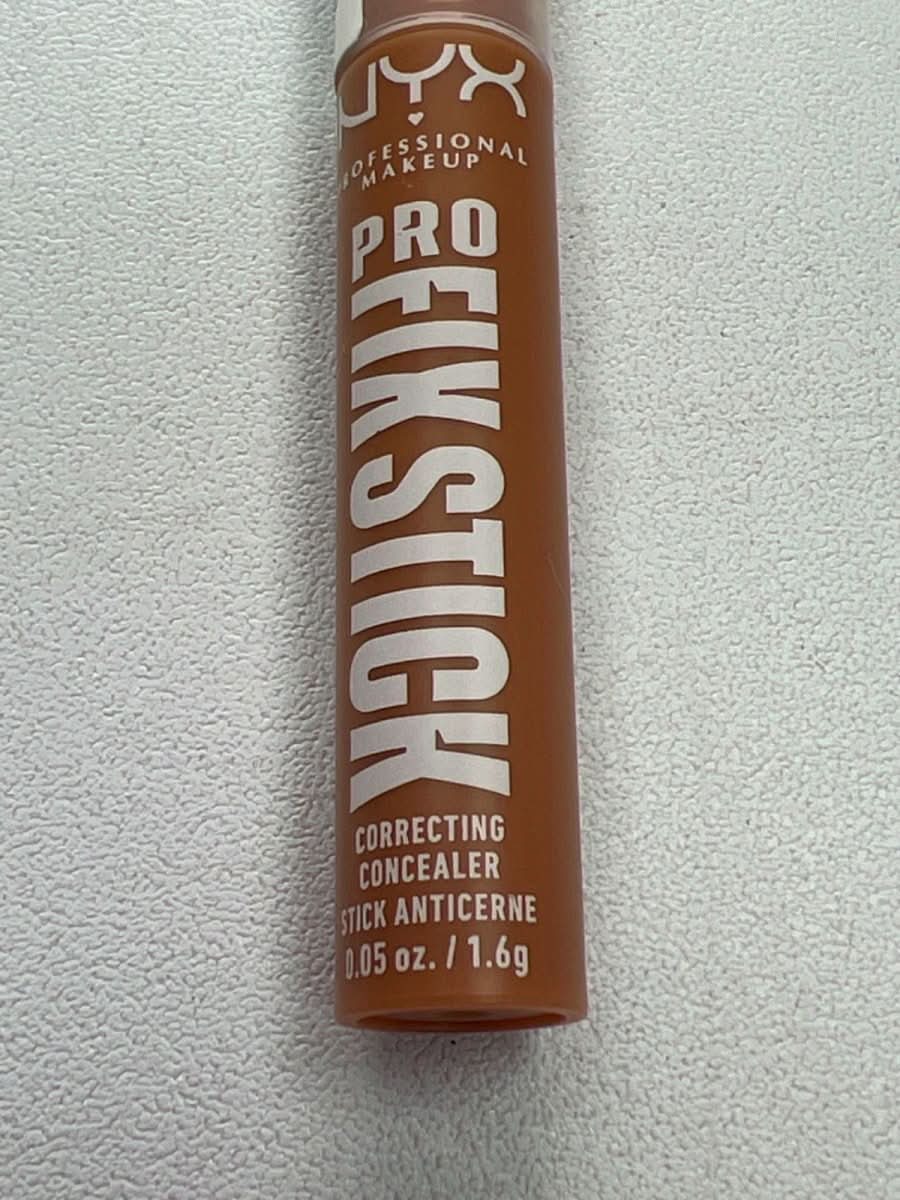 NYX
PROFESSIONAL
MAKEUP
PRO
FIX STICK
CORRECTING
CONCEALER
STICK ANTICERNE
0.05 oz. / 1.6g